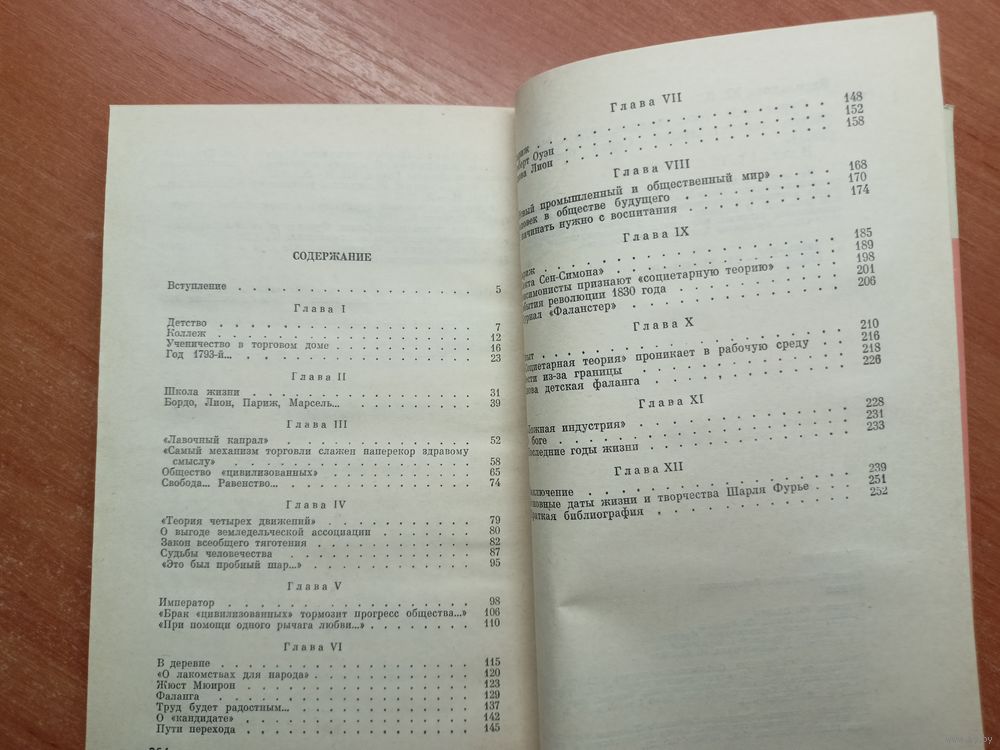 СОДЕРЖАНИЕ
Вступление . . . . . . . . . . . . . . . . . 5
Глава I
Детство . . . . . . . . . . . . . . . . . 7
Коллеж . . . . . . . . . . . . . . . . . 12
Ученичество в торговом доме . . . . . . . . . 16
Год 1793-й... . . . . . . . . . . . . . . . 23
Глава II
Школа жизни . . . . . . . . . . . . . . . 31
Бордо, Лион, Париж, Марсель... . . . . . . . . 39
Глава III
«Лавочный капрал» . . . . . . . . . . . . . 52
«Самый механизм торговли слажен наперекор здравому
смыслу» . . . . . . . . . . . . . . . . 58
Общество «цивилизованных» . . . . . . . . . . 65
Свобода... Равенство... . . . . . . . . . . . 74
Глава IV
«Теория четырех движений» . . . . . . . . . . 79
О выгоде земледельческой ассоциации . . . . . . 80
Закон всеобщего тяготения . . . . . . . . . . 82
Судьбы человечества . . . . . . . . . . . . 87
«Это был пробный шар...» . . . . . . . . . . 95
Глава V
Император . . . . . . . . . . . . . . . . 98
«Брак «цивилизованных» тормозит прогресс общества...» 106
«При помощи одного рычага любви...» . . . . . . 110
Глава VI
В деревне . . . . . . . . . . . . . . . . 115
«О лакомствах для народа» . . . . . . . . . . 120
Жюст Мюирон . . . . . . . . . . . . . . . 123
Фаланга . . . . . . . . . . . . . . . . . 129
Труд будет радостным... . . . . . . . . . . . 137
О «кандидате» . . . . . . . . . . . . . . . 142
Пути перехода . . . . . . . . . . . . . . . 145
Глава VII
. . . . . . . . . . . . . . . . 148
Оуэн . . . . . . . . . . . . . . 152
Лион . . . . . . . . . . . . . . 158
Глава VIII
промышленный и общественный мир» . . . . 168
в обществе будущего . . . . . . . . 170
начинать нужно с воспитания . . . . . . . . 174
Глава IX
. . . . . . . . . . . . . . . . 185
Сен-Симона» . . . . . . . . . . . . 189
признают «социетарную теорию» . . . . 198
революции 1830 года . . . . . . . . . 201
«Фаланстер» . . . . . . . . . . . . 206
Глава X
. . . . . . . . . . . . . . . . 210
теория» проникает в рабочую среду . . 216
из-за границы . . . . . . . . . . . 218
детская фаланга . . . . . . . . . . . 226
Глава XI
индустрия» . . . . . . . . . . . . 228
боге . . . . . . . . . . . . . . 231
годы жизни . . . . . . . . . . . 233
Глава XII
. . . . . . . . . . . . . . . . 239
даты жизни и творчества Шарля Фурье . . . 251
библиография . . . . . . . . . . . . 252